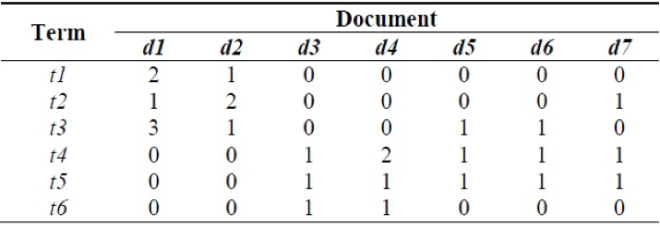 Term Document
d1 d2 d3 d4 d5 d6 d7
t1 2 1 0 0 0 0 0
t2 1 2 0 0 0 0 1
t3 3 1 0 0 1 1 0
t4 0 0 1 2 1 1 1
t5 0 0 1 1 1 1 1
t6 0 0 1 1 0 0 0